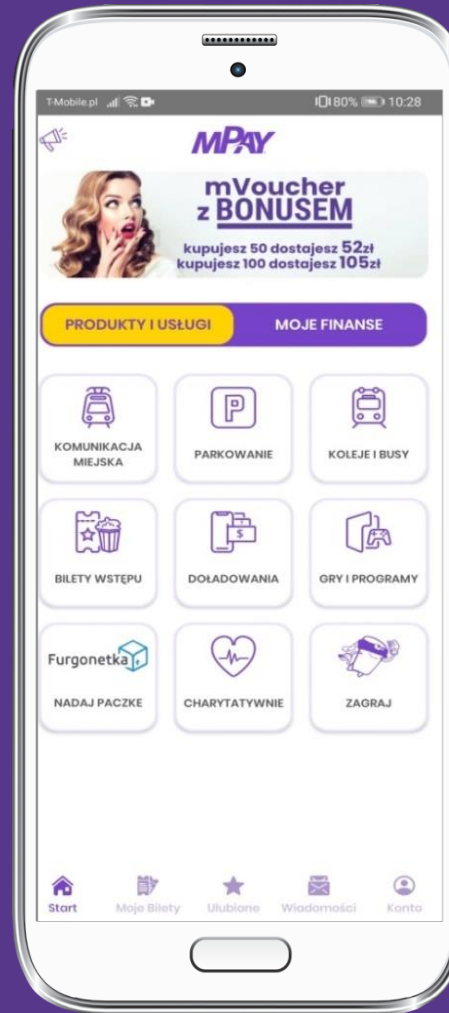 T-Mobile.pl 80% 10:28
mPAY
mVoucher
z BONUSEM
kupujesz 50 dostajesz 52zł
kupujesz 100 dostajesz 105zł
PRODUKTY I USŁUGI MOJE FINANSE
KOMUNIKACJA
MIEJSKA
PARKOWANIE
KOLEJE I BUSY
BILETY WSTĘPU
DOŁADOWANIA
GRY I PROGRAMY
Furgonetka
NADAJ PACZKE
CHARYTATYWNIE
ZAGRAJ
Start Moje Bilety Ulubione Wiadomości Konto